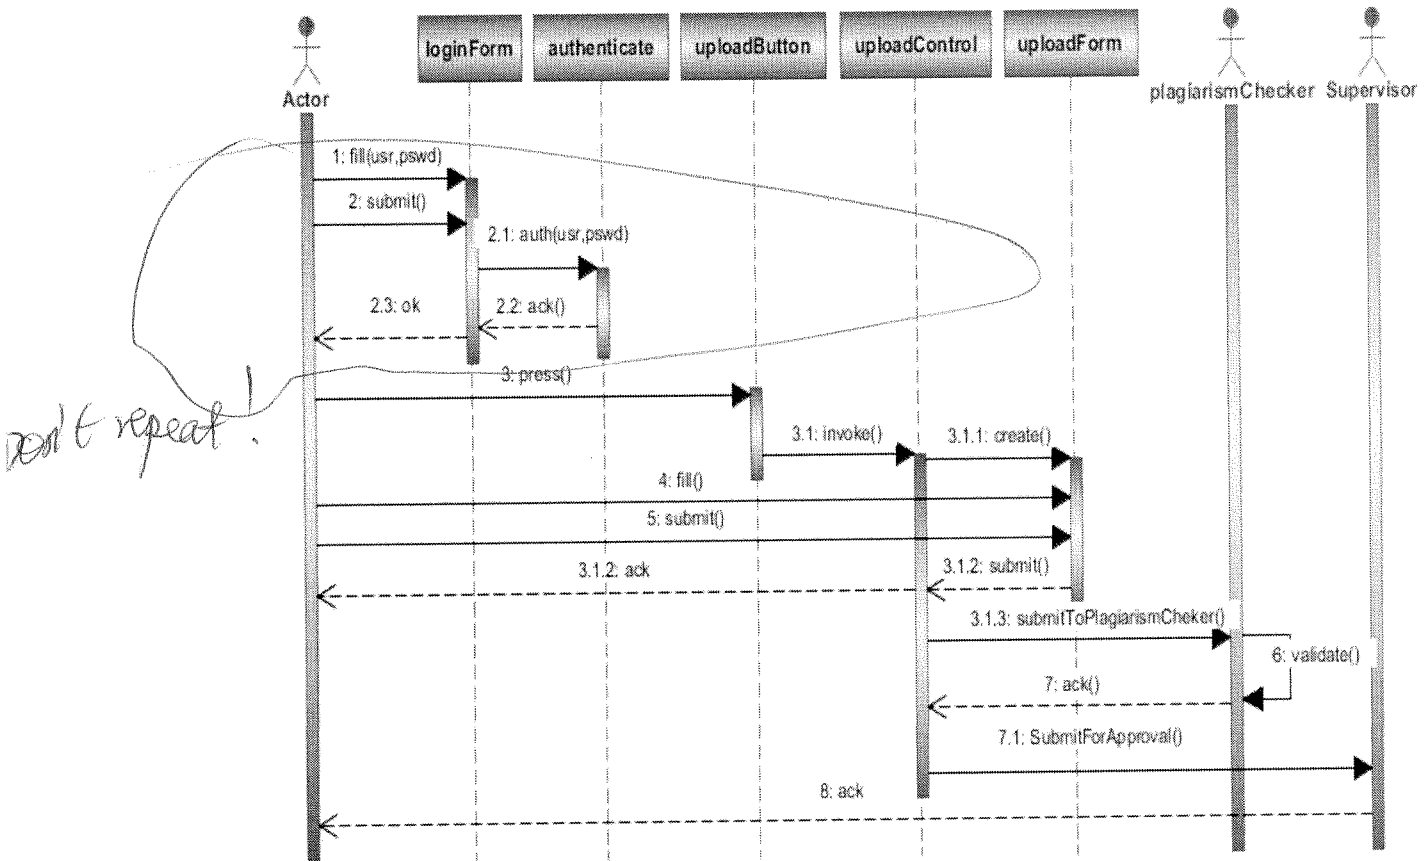 loginForm authenticate uploadButton uploadControl uploadForm
Actor plagiarismChecker Supervisor
1: fill(usr,pswd)
2: submit()
2.1: auth(usr,pswd)
2.3: ok 2.2: ack()
3: press()
Don't repeat!
3.1: invoke() 3.1.1: create()
4: fill()
5: submit()
3.1.2: ack 3.1.2: submit()
3.1.3: submitToPlagiarismCheker()
6: validate()
7: ack()
7.1: SubmitForApproval()
8: ack